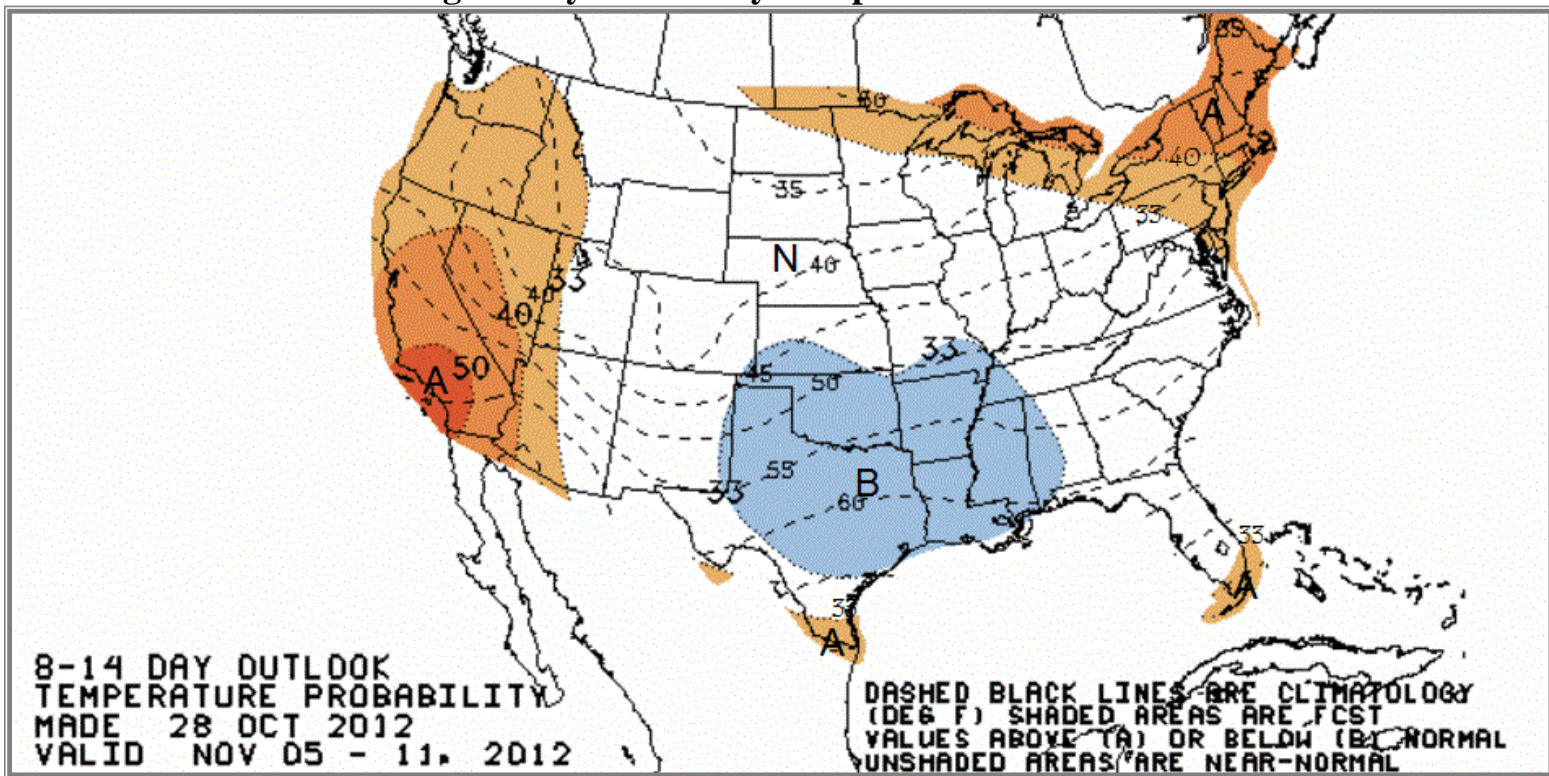 35
A
30
40
35
33
N
40
33
40
40
50
A
33
45
50
55
B
33
60
33
A
33
A
8-14 DAY OUTLOOK
TEMPERATURE PROBABILITY
MADE 28 OCT 2012
VALID NOV 05 - 11, 2012
DASHED BLACK LINES ARE CLIMATOLOGY
(DEG F) SHADED AREAS ARE FCST
VALUES ABOVE (A) OR BELOW (B) NORMAL
UNSHADED AREAS ARE NEAR-NORMAL